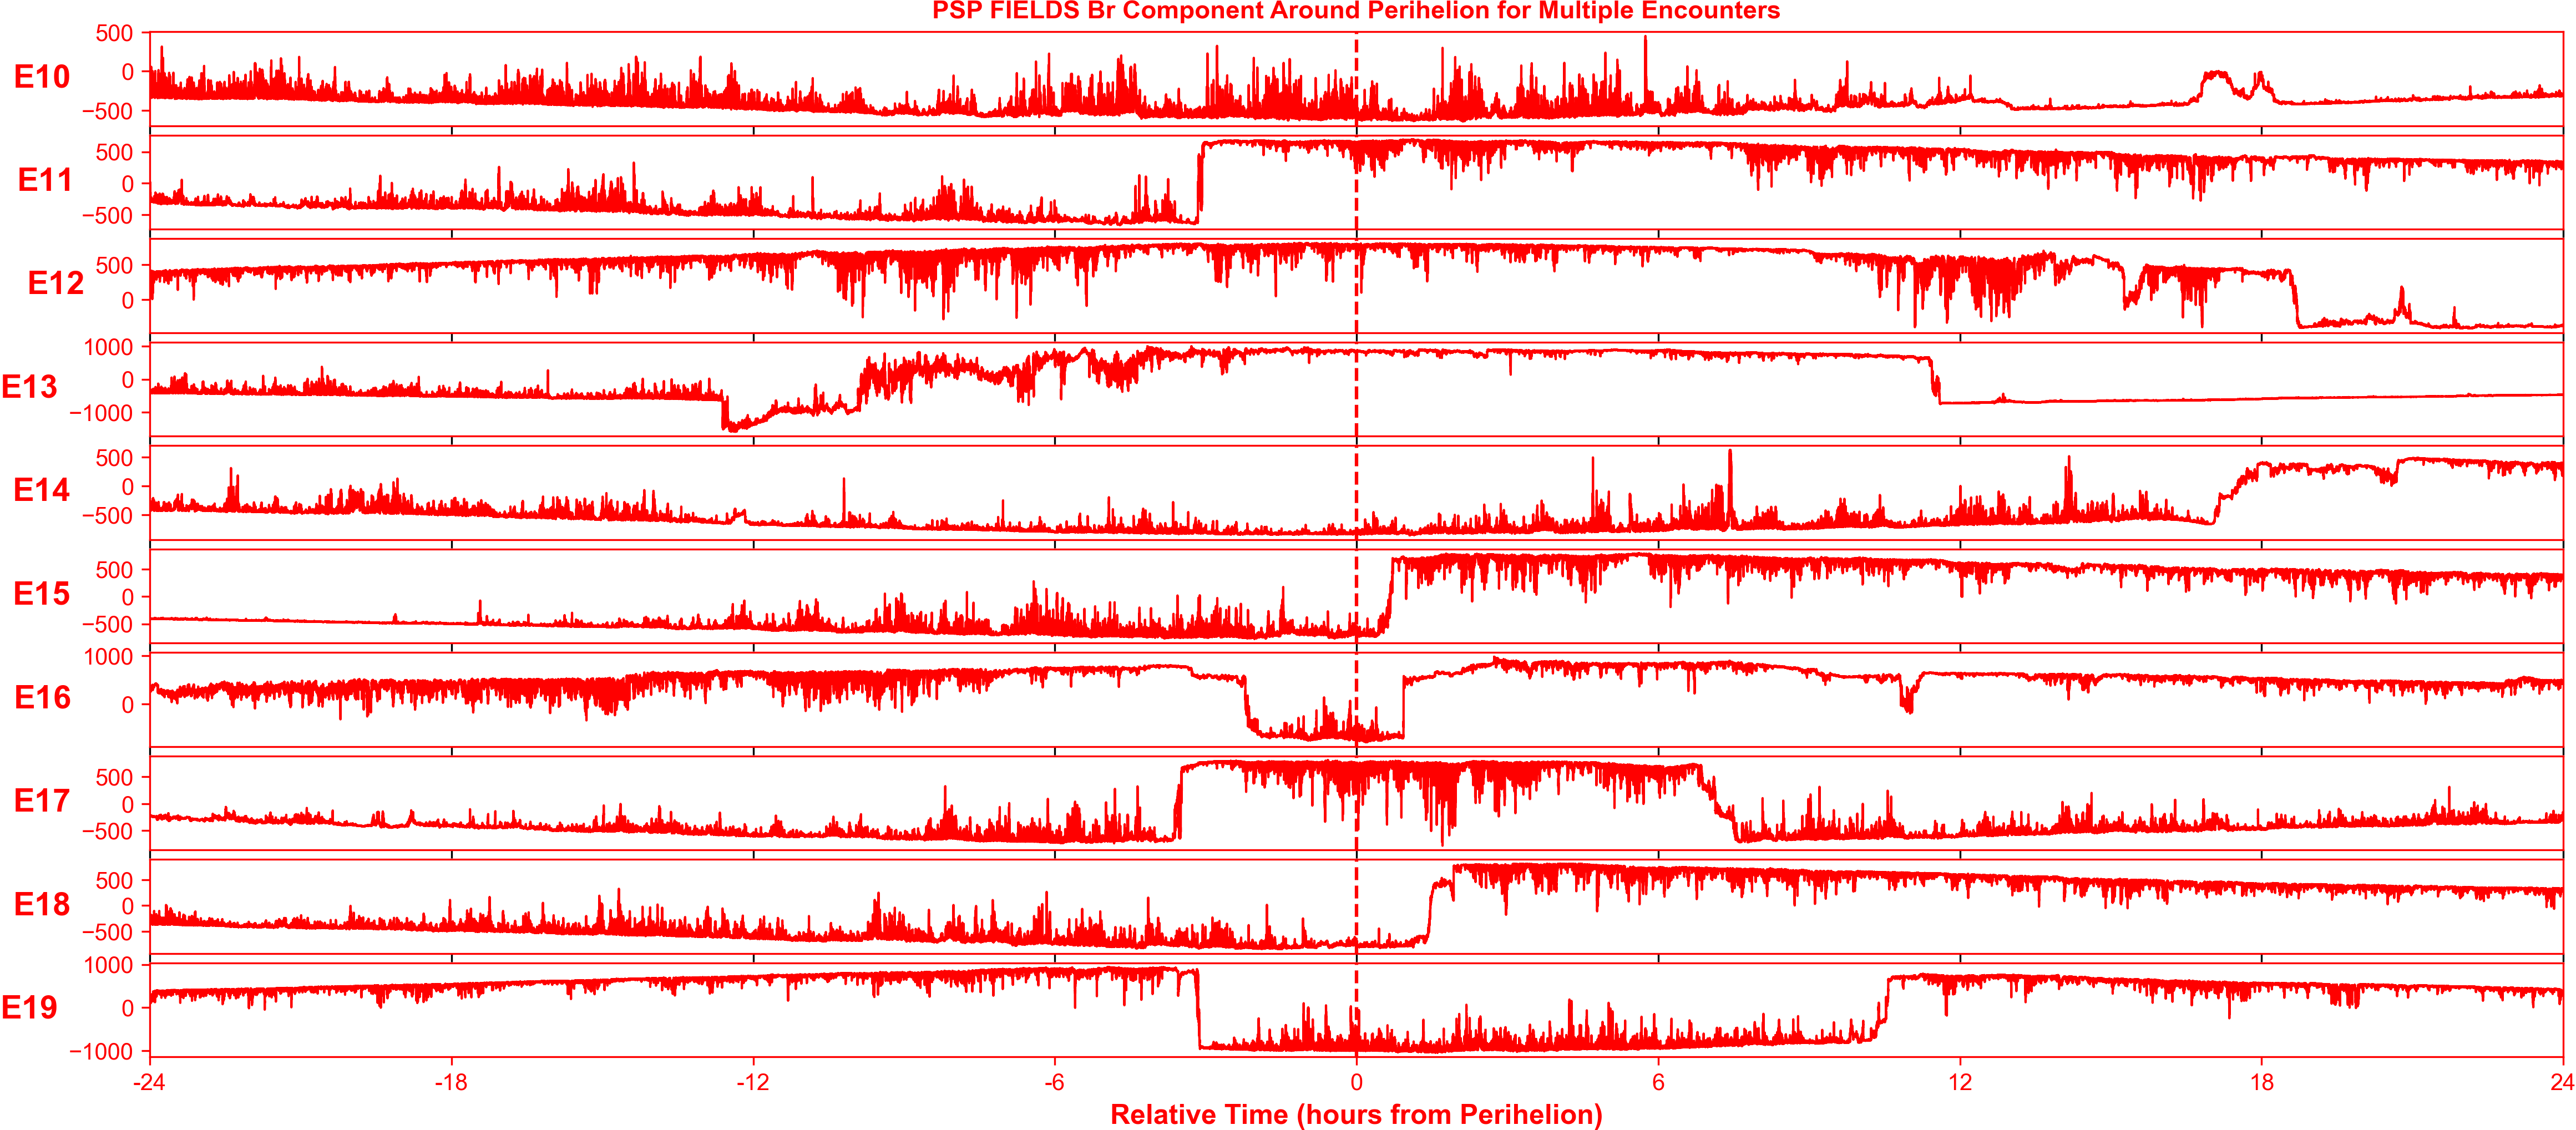 PSP FIELDS Br Component Around Perihelion for Multiple Encounters
E10
500
0
−500
E11
500
0
−500
E12
500
0
E13
1000
0
−1000
E14
500
0
−500
E15
500
0
−500
E16
1000
0
E17
500
0
−500
E18
500
0
−500
E19
1000
0
−1000
-24 -18 -12 -6 0 6 12 18 24
Relative Time (hours from Perihelion)